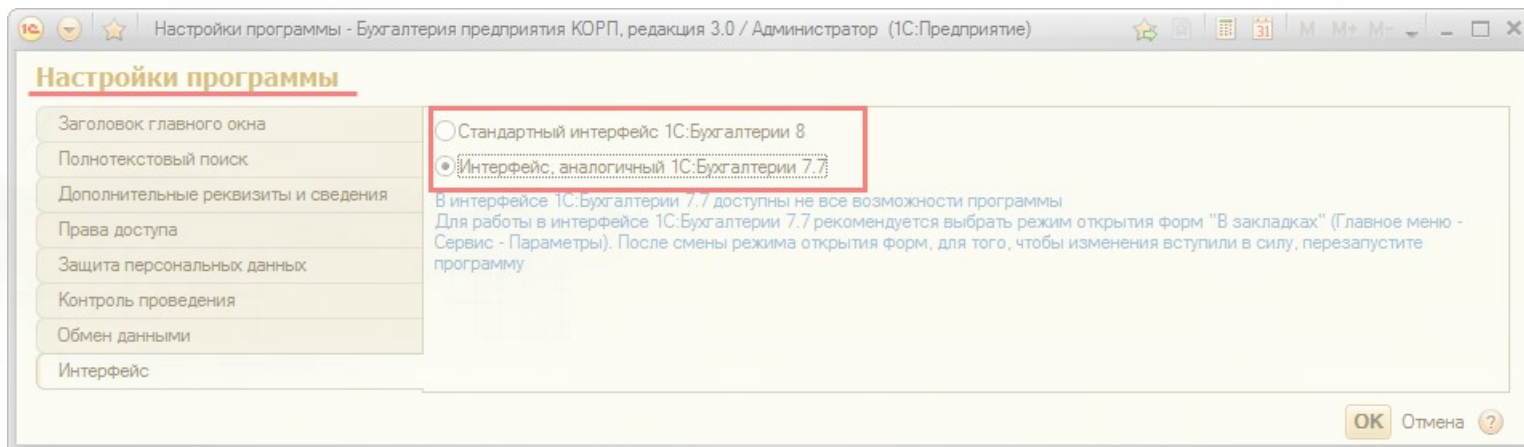 1С Настройки программы - Бухгалтерия предприятия КОРП, редакция 3.0 / Администратор (1С:Предприятие) 31 M M+ M-
Настройки программы
Заголовок главного окна
Полнотекстовый поиск
Дополнительные реквизиты и сведения
Права доступа
Защита персональных данных
Контроль проведения
Обмен данными
Интерфейс
Стандартный интерфейс 1С:Бухгалтерии 8
Интерфейс, аналогичный 1С:Бухгалтерии 7.7
В интерфейсе 1С:Бухгалтерии 7.7 доступны не все возможности программы
Для работы в интерфейсе 1С:Бухгалтерии 7.7 рекомендуется выбрать режим открытия форм "В закладках" (Главное меню -
Сервис - Параметры). После смены режима открытия форм, для того, чтобы изменения вступили в силу, перезапустите
программу
OK Отмена ?